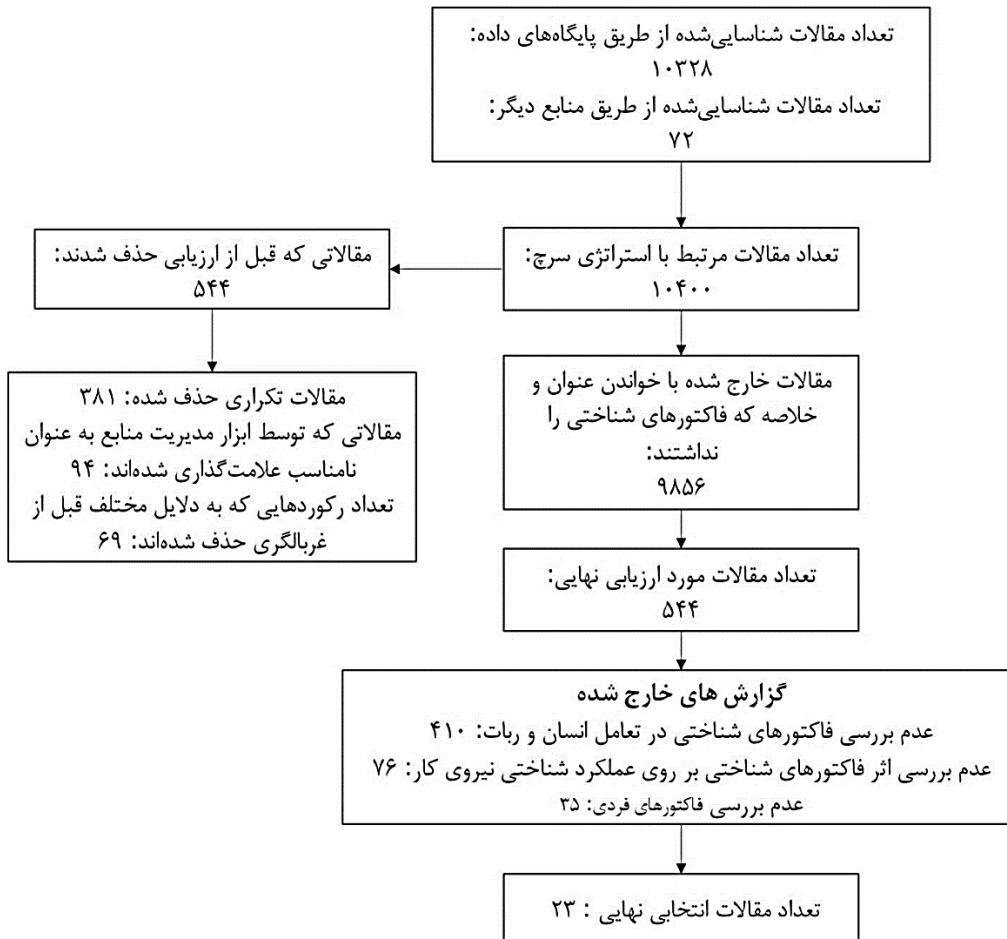 تعداد مقالات شناسایی‌شده از طریق پایگاه‌های داده:
۱۰۳۲۸
تعداد مقالات شناسایی‌شده از طریق منابع دیگر:
۷۲
تعداد مقالات مرتبط با استراتژی سرچ:
۱۰۴۰۰
مقالاتی که قبل از ارزیابی حذف شدند:
۵۴۴
مقالات تکراری حذف شده: ۳۸۱
مقالاتی که توسط ابزار مدیریت منابع به عنوان
نامناسب علامت‌گذاری شده‌اند: ۹۴
تعداد رکوردهایی که به دلایل مختلف قبل از
غربالگری حذف شده‌اند: ۶۹
مقالات خارج شده با خواندن عنوان و
خلاصه که فاکتورهای شناختی را
نداشتند:
۹۸۵۶
تعداد مقالات مورد ارزیابی نهایی:
۵۴۴
گزارش های خارج شده
عدم بررسی فاکتورهای شناختی در تعامل انسان و ربات: ۴۱۰
عدم بررسی اثر فاکتورهای شناختی بر روی عملکرد شناختی نیروی کار: ۷۶
عدم بررسی فاکتورهای فردی: ۳۵
تعداد مقالات انتخابی نهایی : ۲۳